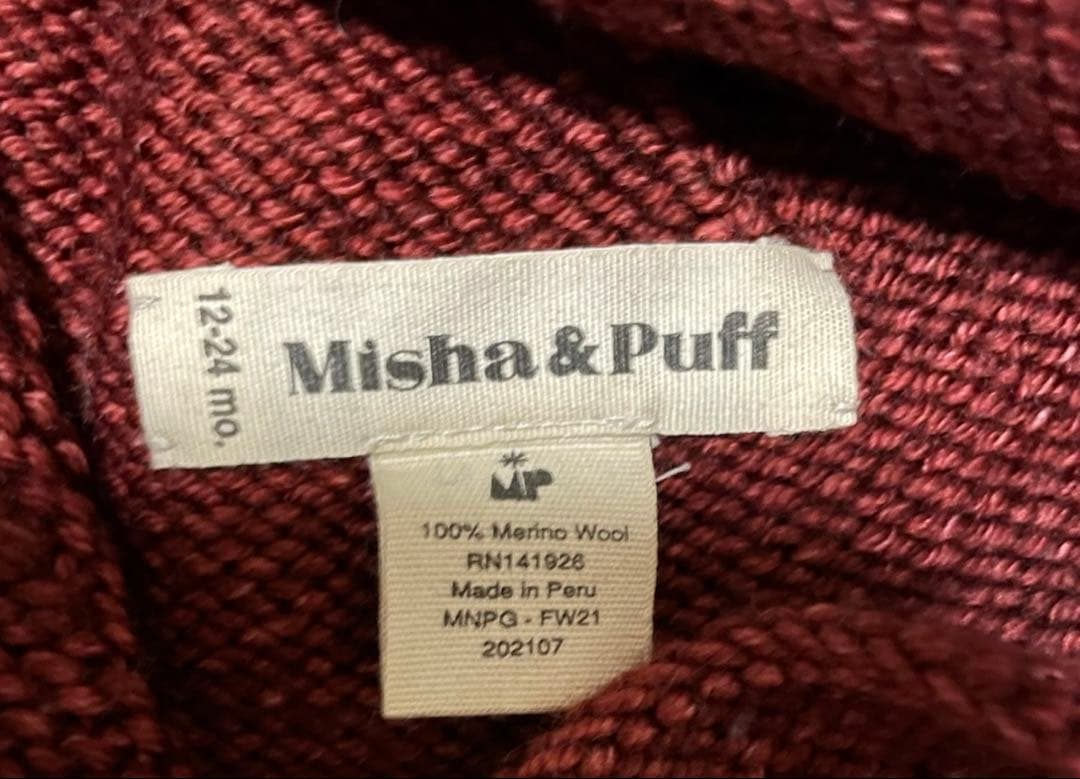 12-24 mo.
Misha & Puff
MP
100% Merino Wool
RN141926
Made in Peru
MNPG - FW21
202107